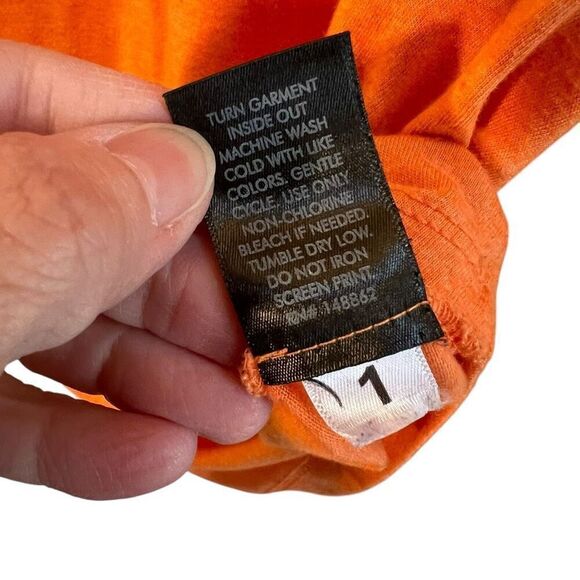 TURN GARMENT
INSIDE OUT
MACHINE WASH
COLD WITH LIKE
COLORS, GENTLE
CYCLE. USE ONLY
NON-CHLORINE
BLEACH IF NEEDED.
TUMBLE DRY LOW.
DO NOT IRON
SCREEN PRINT.
RN# 148862
1